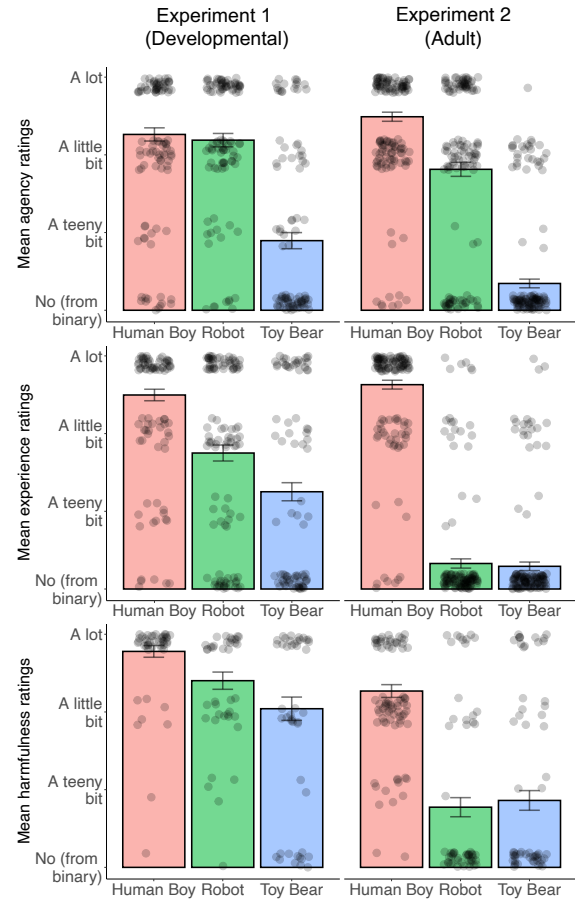 Experiment 1
(Developmental)
Experiment 2
(Adult)
Mean agency ratings
A lot
A little
bit
A teeny
bit
No (from
binary)
Human Boy Robot Toy Bear
Human Boy Robot Toy Bear
Mean experience ratings
A lot
A little
bit
A teeny
bit
No (from
binary)
Human Boy Robot Toy Bear
Human Boy Robot Toy Bear
Mean harmfulness ratings
A lot
A little
bit
A teeny
bit
No (from
binary)
Human Boy Robot Toy Bear
Human Boy Robot Toy Bear